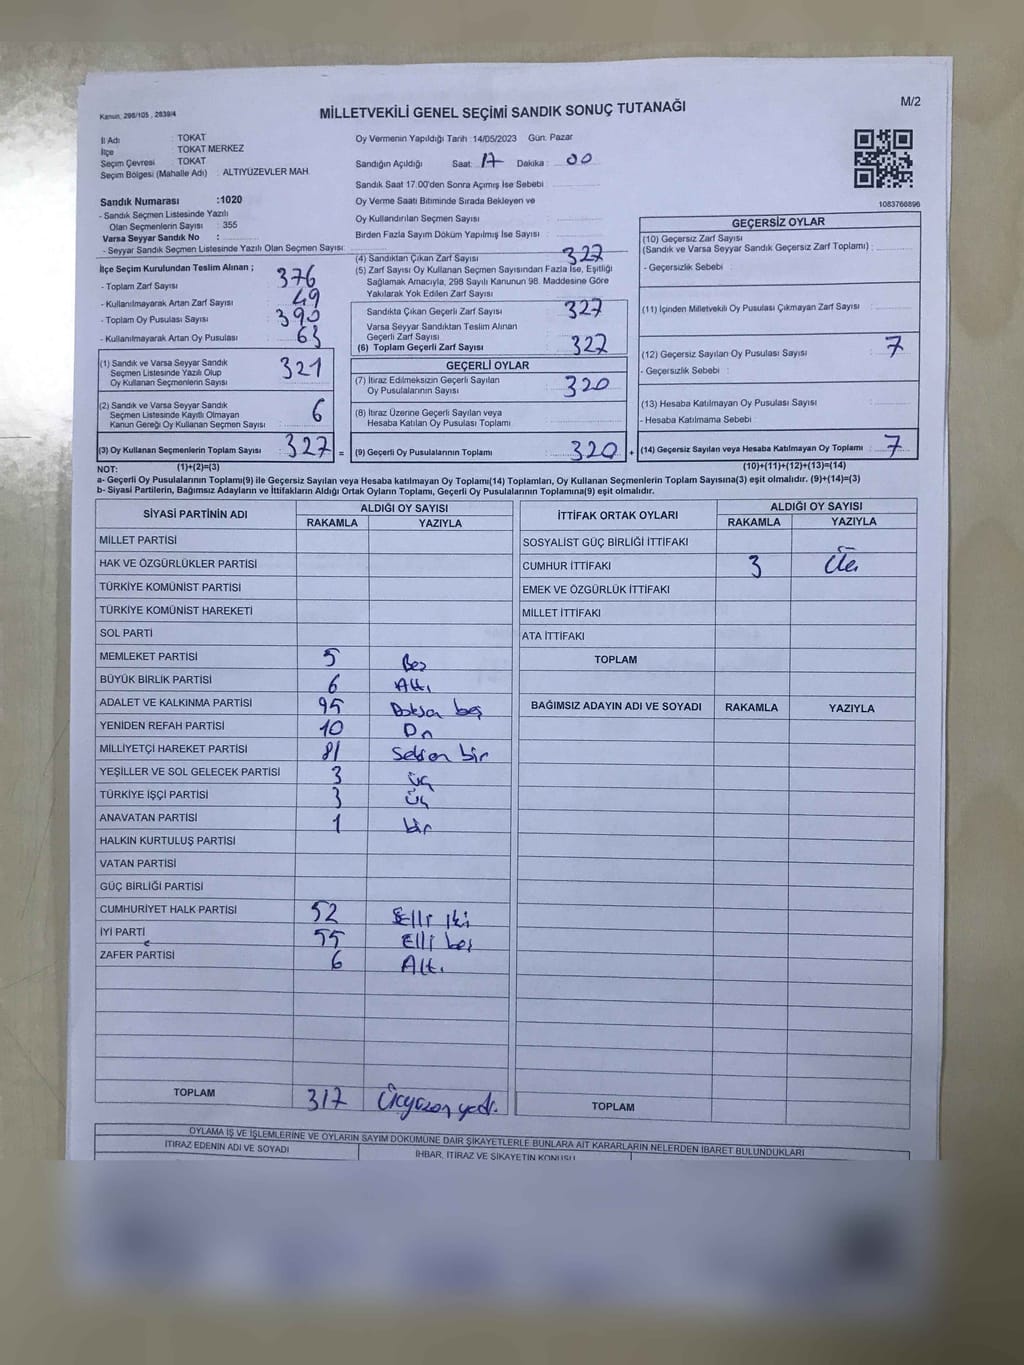 Kanun, 298/105 , 2839/4
MİLLETVEKİLİ GENEL SEÇİMİ SANDIK SONUÇ TUTANAĞI
M/2
İl Adı : TOKAT
İlçe TOKAT MERKEZ
Seçim Çevresi : TOKAT
Seçim Bölgesi (Mahalle Adı) : ALTIYÜZEVLER MAH.
Oy Vermenin Yapıldığı Tarih :14/05/2023 Gün: Pazar
Sandığın Açıldığı Saat: 17 Dakika : 00
Sandık Saat 17.00'den Sonra Açımış İse Sebebi :
Oy Verme Saati Bitiminde Sırada Bekleyen ve
Oy Kullandırılan Seçmen Sayısı
Birden Fazla Sayım Döküm Yapılmış İse Sayısı :
1083766896
Sandık Numarası :1020
- Sandık Seçmen Listesinde Yazılı
Olan Seçmenlerin Sayısı : 355
Varsa Seyyar Sandık No :
- Seyyar Sandık Seçmen Listesinde Yazılı Olan Seçmen Sayısı:
İlçe Seçim Kurulundan Teslim Alınan ;
- Toplam Zarf Sayısı 376
- Kullanılmayarak Artan Zarf Sayısı 49
- Toplam Oy Pusulası Sayısı 390
- Kullanılmayarak Artan Oy Pusulası 63
(1) Sandık ve Varsa Seyyar Sandık
Seçmen Listesinde Yazılı Olup
Oy Kullanan Seçmenlerin Sayısı 321
(2) Sandık ve Varsa Seyyar Sandık
Seçmen Listesinde Kayıtlı Olmayan
Kanun Gereği Oy Kullanan Seçmen Sayısı 6
(3) Oy Kullanan Seçmenlerin Toplam Sayısı 327 =
(4) Sandıktan Çıkan Zarf Sayısı 327
(5) Zarf Sayısı Oy Kullanan Seçmen Sayısından Fazla İse, Eşitliği
Sağlamak Amacıyla, 298 Sayılı Kanunun 98. Maddesine Göre
Yakılarak Yok Edilen Zarf Sayısı
Sandıkta Çıkan Geçerli Zarf Sayısı 327
Varsa Seyyar Sandıktan Teslim Alınan
Geçerli Zarf Sayısı
(6) Toplam Geçerli Zarf Sayısı 327
GEÇERLİ OYLAR
(7) İtiraz Edilmeksizin Geçerli Sayılan
Oy Pusulalarının Sayısı 320
(8) İtiraz Üzerine Geçerli Sayılan veya
Hesaba Katılan Oy Pusulası Toplamı
(9) Geçerli Oy Pusulalarının Toplamı 320 +
GEÇERSİZ OYLAR
(10) Geçersiz Zarf Sayısı
(Sandık ve Varsa Seyyar Sandık Geçersiz Zarf Toplamı) :
- Geçersizlik Sebebi :
(11) İçinden Milletvekili Oy Pusulası Çıkmayan Zarf Sayısı
(12) Geçersiz Sayılan Oy Pusulası Sayısı 7
- Geçersizlik Sebebi :
(13) Hesaba Katılmayan Oy Pusulası Sayısı
- Hesaba Katılmama Sebebi
(14) Geçersiz Sayılan veya Hesaba Katılmayan Oy Toplamı : 7
NOT: (1)+(2)=(3) (10)+(11)+(12)+(13)=(14)
a- Geçerli Oy Pusulalarının Toplamı(9) ile Geçersiz Sayılan veya Hesaba katılmayan Oy Toplamı(14) Toplamları, Oy Kullanan Seçmenlerin Toplam Sayısına(3) eşit olmalıdır. (9)+(14)=(3)
b- Siyasi Partilerin, Bağımsız Adayların ve İttifakların Aldığı Ortak Oyların Toplamı, Geçerli Oy Pusulalarının Toplamına(9) eşit olmalıdır.
SİYASİ PARTİNİN ADI ALDIĞI OY SAYISI
RAKAMLA YAZIYLA
MİLLET PARTİSİ
HAK VE ÖZGÜRLÜKLER PARTİSİ
TÜRKİYE KOMÜNİST PARTİSİ
TÜRKİYE KOMÜNİST HAREKETİ
SOL PARTİ
MEMLEKET PARTİSİ 5 Beş
BÜYÜK BİRLİK PARTİSİ 6 Altı
ADALET VE KALKINMA PARTİSİ 95 Doksan beş
YENİDEN REFAH PARTİSİ 10 On
MİLLİYETÇİ HAREKET PARTİSİ 81 Seksen bir
YEŞİLLER VE SOL GELECEK PARTİSİ 3 üç
TÜRKİYE İŞÇİ PARTİSİ 3 üç
ANAVATAN PARTİSİ 1 bir
HALKIN KURTULUŞ PARTİSİ
VATAN PARTİSİ
GÜÇ BİRLİĞİ PARTİSİ
CUMHURİYET HALK PARTİSİ 52 Elli iki
İYİ PARTİ 55 Elli beş
ZAFER PARTİSİ 6 Altı
TOPLAM 317 Üçyüzon yedi
İTTİFAK ORTAK OYLARI ALDIĞI OY SAYISI
RAKAMLA YAZIYLA
SOSYALİST GÜÇ BİRLİĞİ İTTİFAKI
CUMHUR İTTİFAKI 3 Üç
EMEK VE ÖZGÜRLÜK İTTİFAKI
MİLLET İTTİFAKI
ATA İTTİFAKI
TOPLAM
BAĞIMSIZ ADAYIN ADI VE SOYADI RAKAMLA YAZIYLA
TOPLAM
OYLAMA İŞ VE İŞLEMLERİNE VE OYLARIN SAYIM DÖKÜMÜNE DAİR ŞİKAYETLERLE BUNLARA AİT KARARLARIN NELERDEN İBARET BULUNDUKLARI
İTİRAZ EDENİN ADI VE SOYADI
İHBAR, İTİRAZ VE ŞİKAYETİN KONUSU